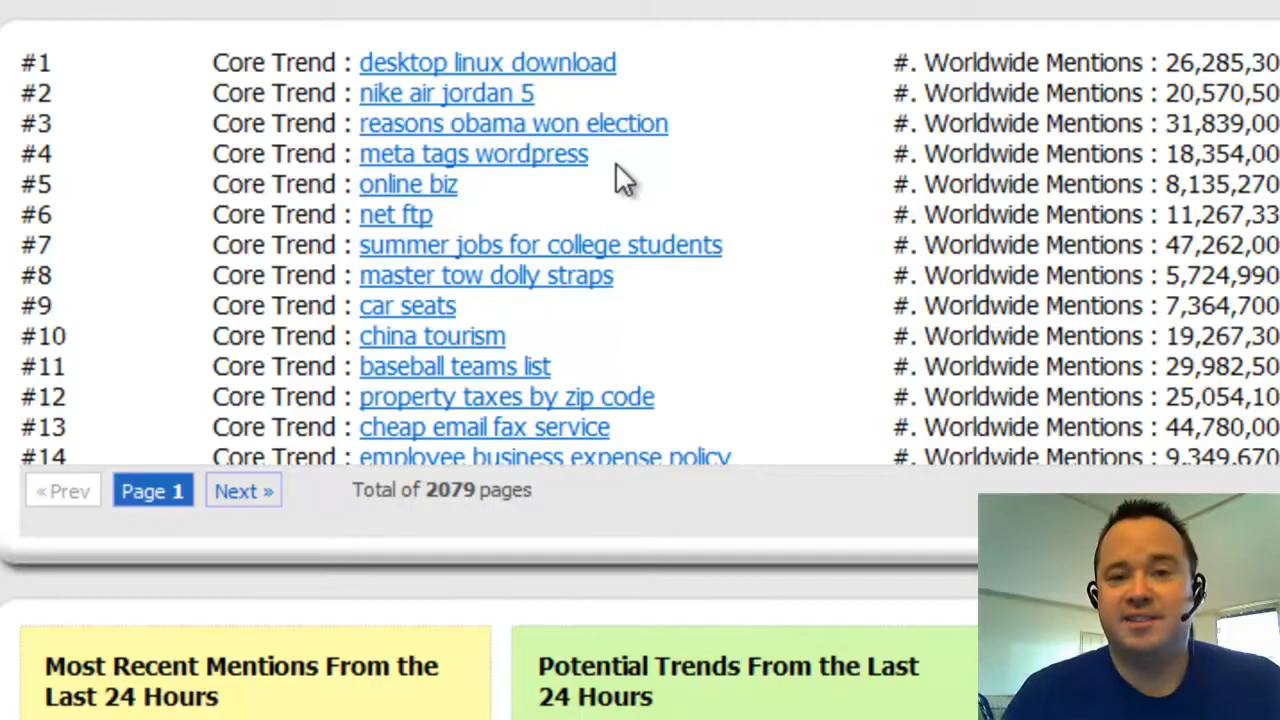 #1 Core Trend : desktop linux download #. Worldwide Mentions : 26,285,30
#2 Core Trend : nike air jordan 5 #. Worldwide Mentions : 20,570,50
#3 Core Trend : reasons obama won election #. Worldwide Mentions : 31,839,00
#4 Core Trend : meta tags wordpress #. Worldwide Mentions : 18,354,00
#5 Core Trend : online biz #. Worldwide Mentions : 8,135,270
#6 Core Trend : net ftp #. Worldwide Mentions : 11,267,33
#7 Core Trend : summer jobs for college students #. Worldwide Mentions : 47,262,00
#8 Core Trend : master tow dolly straps #. Worldwide Mentions : 5,724,990
#9 Core Trend : car seats #. Worldwide Mentions : 7,364,700
#10 Core Trend : china tourism #. Worldwide Mentions : 19,267,30
#11 Core Trend : baseball teams list #. Worldwide Mentions : 29,982,50
#12 Core Trend : property taxes by zip code #. Worldwide Mentions : 25,054,10
#13 Core Trend : cheap email fax service #. Worldwide Mentions : 44,780,00
#14 Core Trend : employee business expense policy #. Worldwide Mentions : 9,349,670
« Prev Page 1 Next » Total of 2079 pages
Most Recent Mentions From the
Last 24 Hours
Potential Trends From the Last
24 Hours